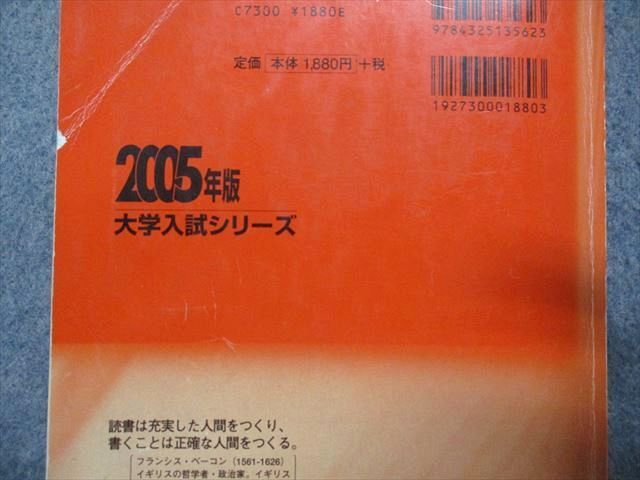 C7300 ¥1880E
9784325135623
定価 本体 1,880円 +税
1927300018803
2005年版
大学入試シリーズ
読書は充実した人間をつくり、
書くことは正確な人間をつくる。
フランシス・ベーコン(1561-1626)
イギリスの哲学者・政治家。イギリス